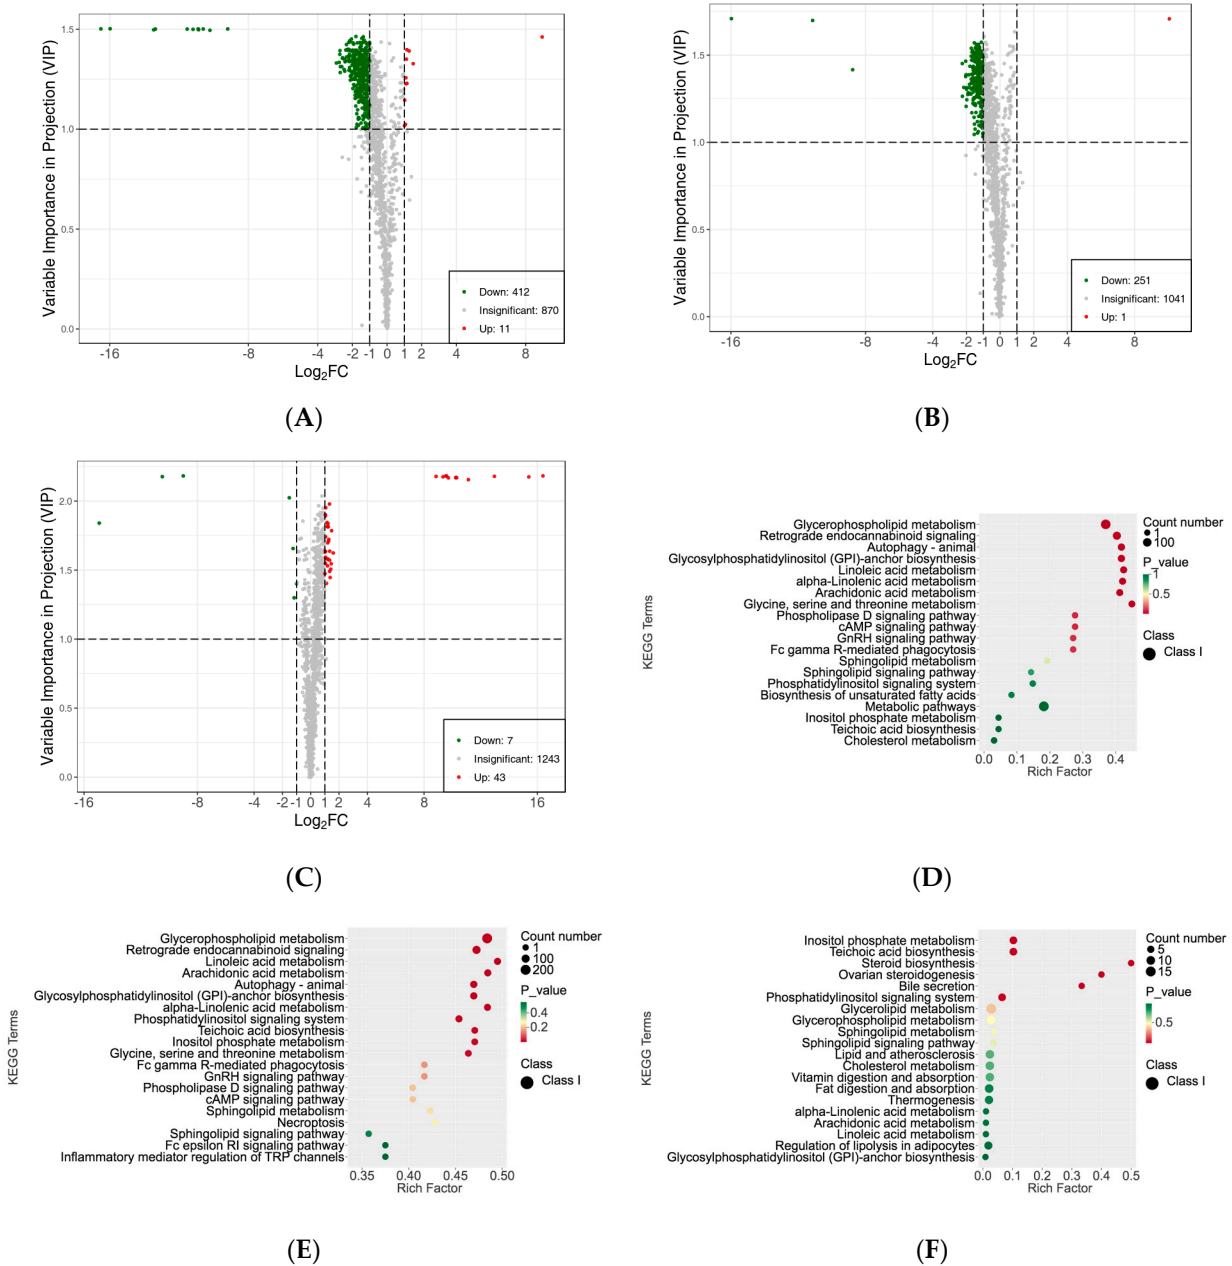 Variable Importance in Projection (VIP)
1.5
1.0
0.5
0.0
Down: 412
Insignificant: 870
Up: 11
-16 -8 -4 -2 -1 0 1 2 4 8
Log2FC
(A)
Variable Importance in Projection (VIP)
1.5
1.0
0.5
0.0
Down: 251
Insignificant: 1041
Up: 1
-16 -8 -4 -2 -1 0 1 2 4 8
Log2FC
(B)
Variable Importance in Projection (VIP)
2.0
1.5
1.0
0.5
0.0
Down: 7
Insignificant: 1243
Up: 43
-16 -8 -4 -2 -1 0 1 2 4 8 16
Log2FC
(C)
KEGG Terms
Glycerophospholipid metabolism
Retrograde endocannabinoid signaling
Autophagy - animal
Glycosylphosphatidylinositol (GPI)-anchor biosynthesis
Linoleic acid metabolism
alpha-Linolenic acid metabolism
Arachidonic acid metabolism
Glycine, serine and threonine metabolism
Phospholipase D signaling pathway
cAMP signaling pathway
GnRH signaling pathway
Fc gamma R-mediated phagocytosis
Sphingolipid metabolism
Sphingolipid signaling pathway
Phosphatidylinositol signaling system
Biosynthesis of unsaturated fatty acids
Metabolic pathways
Inositol phosphate metabolism
Teichoic acid biosynthesis
Cholesterol metabolism
0.0 0.1 0.2 0.3 0.4
Rich Factor
Count number
1
100
P_value
1
0.5
Class
Class I
(D)
KEGG Terms
Glycerophospholipid metabolism
Retrograde endocannabinoid signaling
Linoleic acid metabolism
Arachidonic acid metabolism
Autophagy - animal
Glycosylphosphatidylinositol (GPI)-anchor biosynthesis
alpha-Linolenic acid metabolism
Phosphatidylinositol signaling system
Teichoic acid biosynthesis
Inositol phosphate metabolism
Glycine, serine and threonine metabolism
Fc gamma R-mediated phagocytosis
GnRH signaling pathway
Phospholipase D signaling pathway
cAMP signaling pathway
Sphingolipid metabolism
Necroptosis
Sphingolipid signaling pathway
Fc epsilon RI signaling pathway
Inflammatory mediator regulation of TRP channels
0.35 0.40 0.45 0.50
Rich Factor
Count number
1
100
200
P_value
0.4
0.2
Class
Class I
(E)
KEGG Terms
Inositol phosphate metabolism
Teichoic acid biosynthesis
Steroid biosynthesis
Ovarian steroidogenesis
Bile secretion
Phosphatidylinositol signaling system
Glycerolipid metabolism
Glycerophospholipid metabolism
Sphingolipid metabolism
Sphingolipid signaling pathway
Lipid and atherosclerosis
Cholesterol metabolism
Vitamin digestion and absorption
Fat digestion and absorption
Thermogenesis
alpha-Linolenic acid metabolism
Arachidonic acid metabolism
Linoleic acid metabolism
Regulation of lipolysis in adipocytes
Glycosylphosphatidylinositol (GPI)-anchor biosynthesis
0.0 0.1 0.2 0.3 0.4 0.5
Rich Factor
Count number
5
10
15
P_value
0.5
Class
Class I
(F)